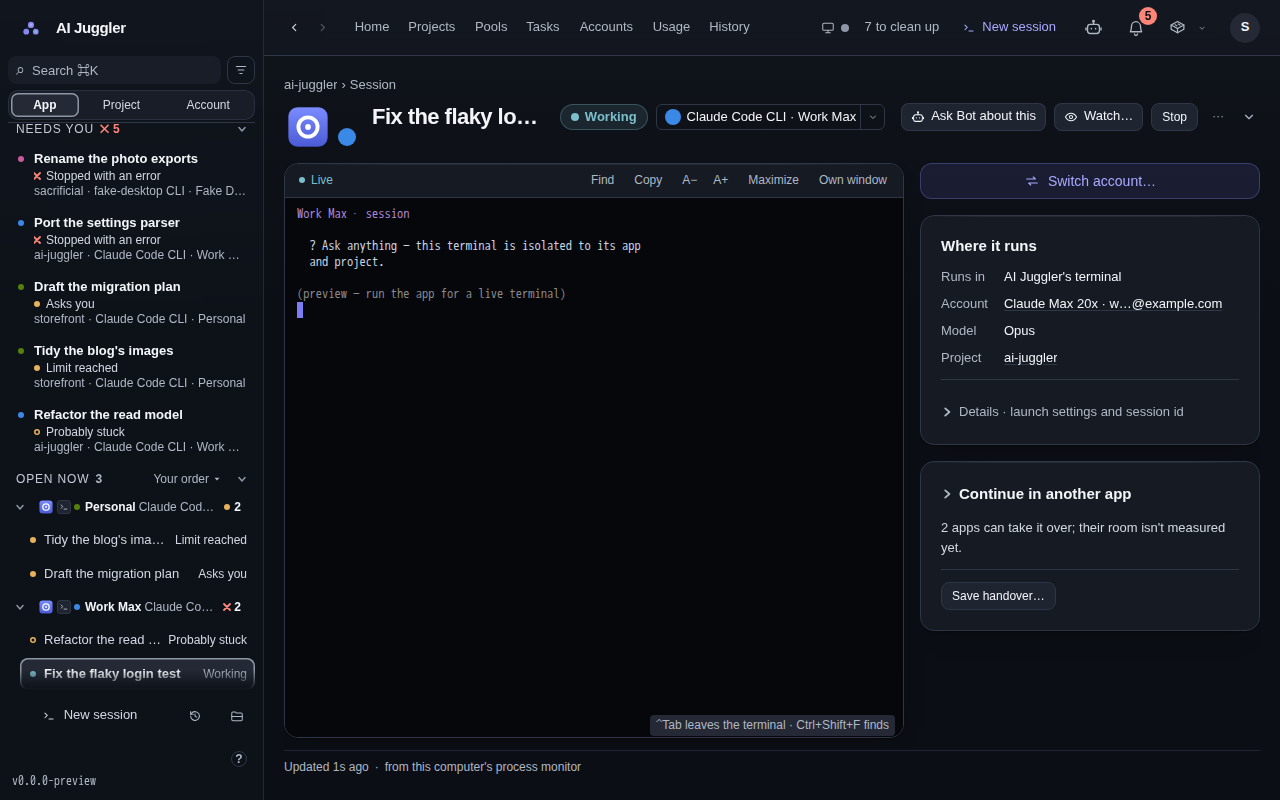 AI Juggler
Search ⌘K
App Project Account
NEEDS YOU 5
Rename the photo exports
Stopped with an error
sacrificial · fake-desktop CLI · Fake D…
Port the settings parser
Stopped with an error
ai-juggler · Claude Code CLI · Work …
Draft the migration plan
Asks you
storefront · Claude Code CLI · Personal
Tidy the blog's images
Limit reached
storefront · Claude Code CLI · Personal
Refactor the read model
Probably stuck
ai-juggler · Claude Code CLI · Work …
OPEN NOW 3 Your order
Personal Claude Cod… 2
Tidy the blog's ima… Limit reached
Draft the migration plan Asks you
Work Max Claude Co… 2
Refactor the read … Probably stuck
Fix the flaky login test Working
New session
?
v0.0.0-preview
Home Projects Pools Tasks Accounts Usage History
7 to clean up New session 5 S
ai-juggler › Session
Fix the flaky lo… Working Claude Code CLI · Work Max Ask Bot about this Watch… Stop ···
Live Find Copy A− A+ Maximize Own window
Work Max · session
? Ask anything — this terminal is isolated to its app
and project.
(preview — run the app for a live terminal)
^Tab leaves the terminal · Ctrl+Shift+F finds
Switch account…
Where it runs
Runs in AI Juggler's terminal
Account Claude Max 20x · w…@example.com
Model Opus
Project ai-juggler
Details · launch settings and session id
Continue in another app
2 apps can take it over; their room isn't measured
yet.
Save handover…
Updated 1s ago · from this computer's process monitor